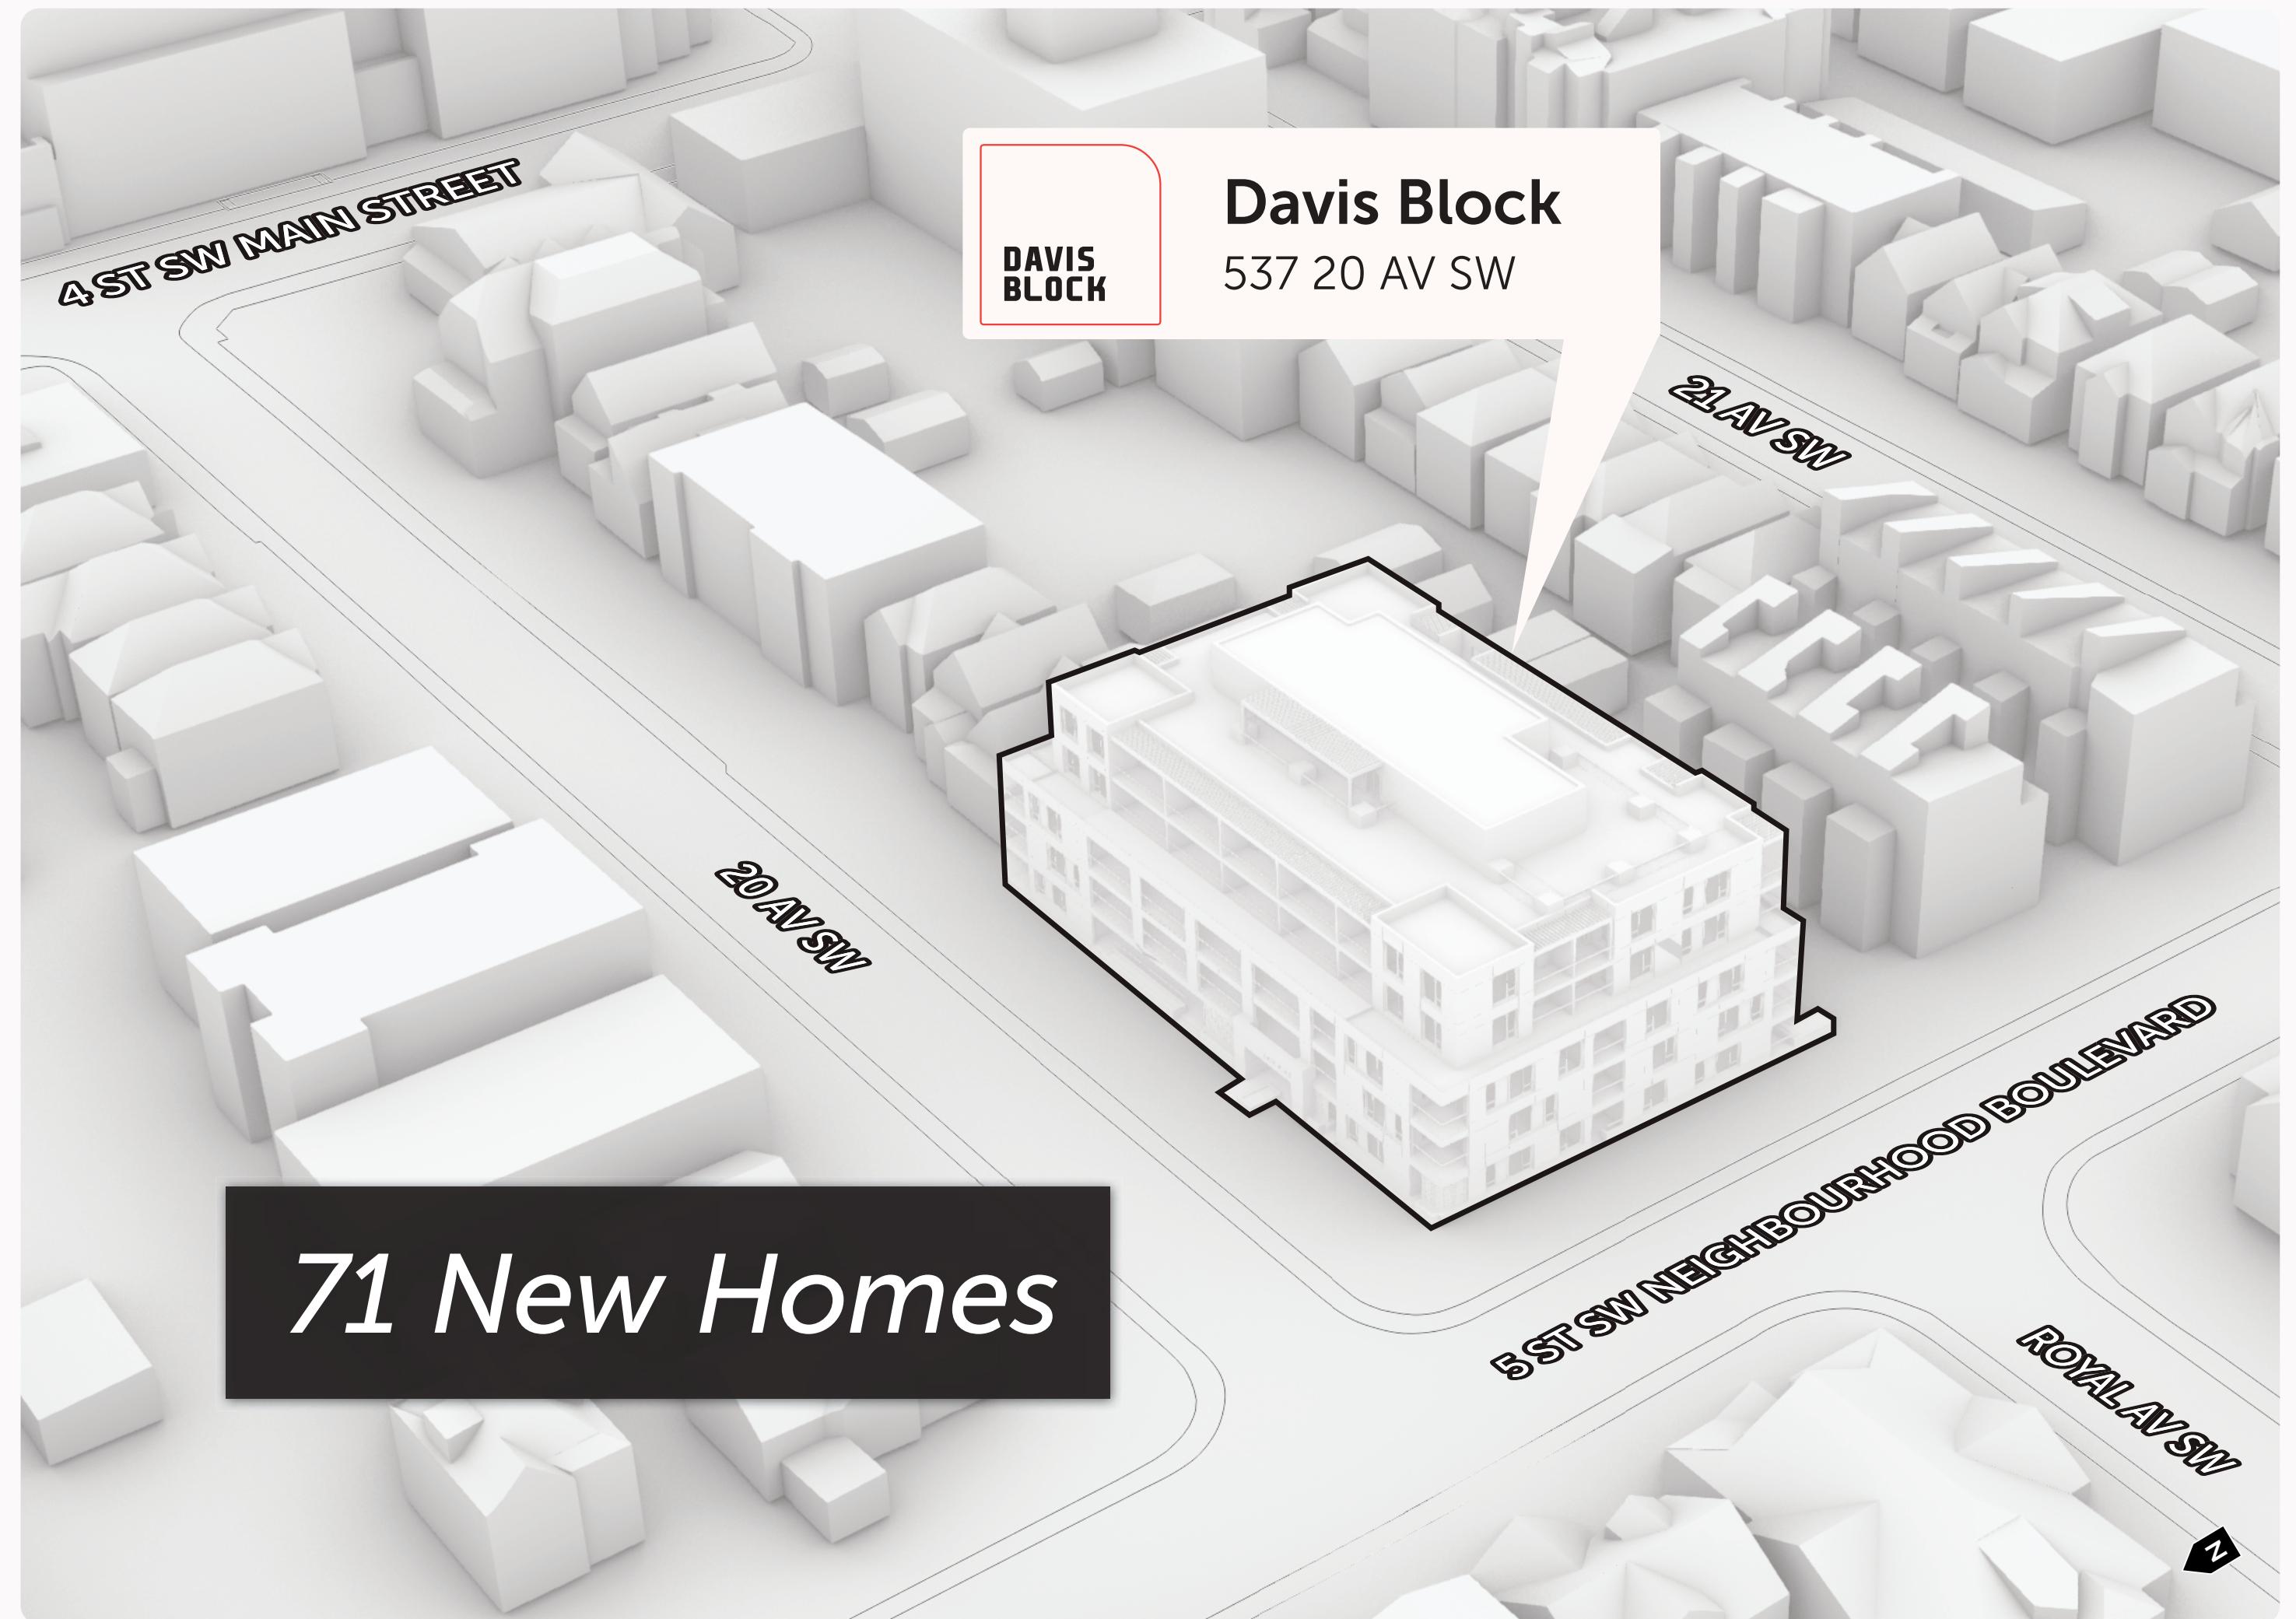 4 ST SW MAIN STREET
DAVIS
BLOCK
Davis Block
537 20 AV SW
21 AV SW
20 AV SW
5 ST SW NEIGHBOURHOOD BOULEVARD
71 New Homes
ROYAL AV SW
N